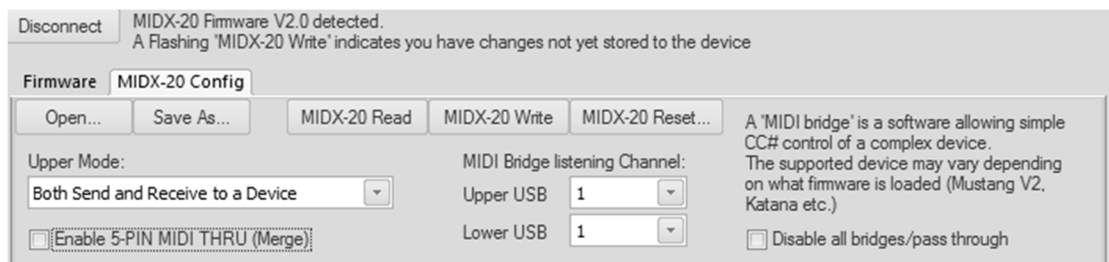 Disconnect
MIDX-20 Firmware V2.0 detected.
A Flashing 'MIDX-20 Write' indicates you have changes not yet stored to the device
Firmware MIDX-20 Config
Open... Save As... MIDX-20 Read MIDX-20 Write MIDX-20 Reset...
A 'MIDI bridge' is a software allowing simple
CC# control of a complex device.
The supported device may vary depending
on what firmware is loaded (Mustang V2,
Katana etc.)
Upper Mode:
Both Send and Receive to a Device
Enable 5-PIN MIDI THRU (Merge)
MIDI Bridge listening Channel:
Upper USB 1
Lower USB 1
Disable all bridges/pass through